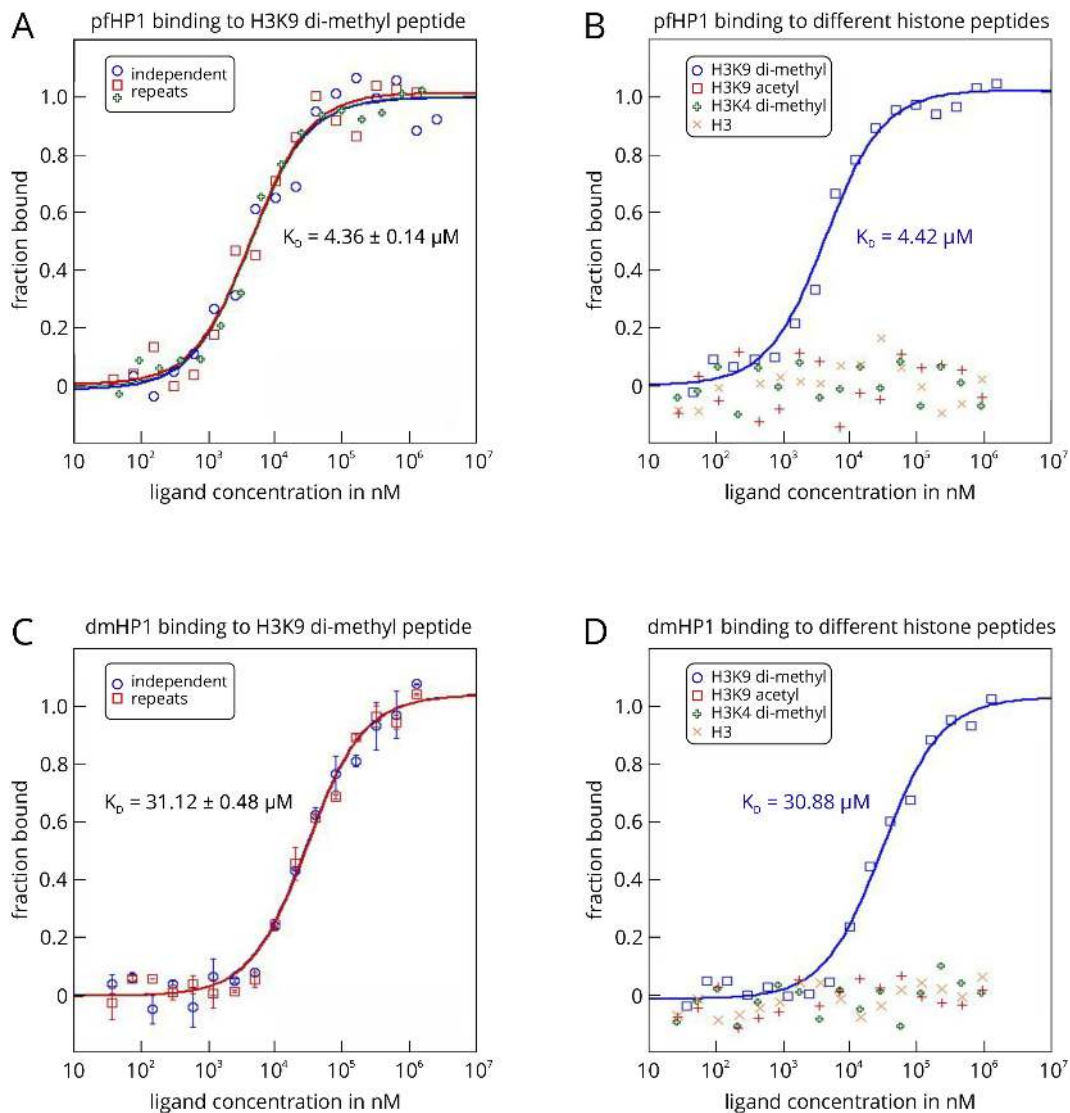 A
pfHP1 binding to H3K9 di-methyl peptide
independent
repeats
1.0
0.8
0.6
0.4
0.2
0
fraction bound
K_D = 4.36 ± 0.14 µM
10 10² 10³ 10⁴ 10⁵ 10⁶ 10⁷
ligand concentration in nM
B
pfHP1 binding to different histone peptides
H3K9 di-methyl
H3K9 acetyl
H3K4 di-methyl
H3
1.0
0.8
0.6
0.4
0.2
0
fraction bound
K_D = 4.42 µM
10 10² 10³ 10⁴ 10⁵ 10⁶ 10⁷
ligand concentration in nM
C
dmHP1 binding to H3K9 di-methyl peptide
independent
repeats
1.0
0.8
0.6
0.4
0.2
0
fraction bound
K_D = 31.12 ± 0.48 µM
10 10² 10³ 10⁴ 10⁵ 10⁶ 10⁷
ligand concentration in nM
D
dmHP1 binding to different histone peptides
H3K9 di-methyl
H3K9 acetyl
H3K4 di-methyl
H3
1.0
0.8
0.6
0.4
0.2
0
fraction bound
K_D = 30.88 µM
10 10² 10³ 10⁴ 10⁵ 10⁶ 10⁷
ligand concentration in nM